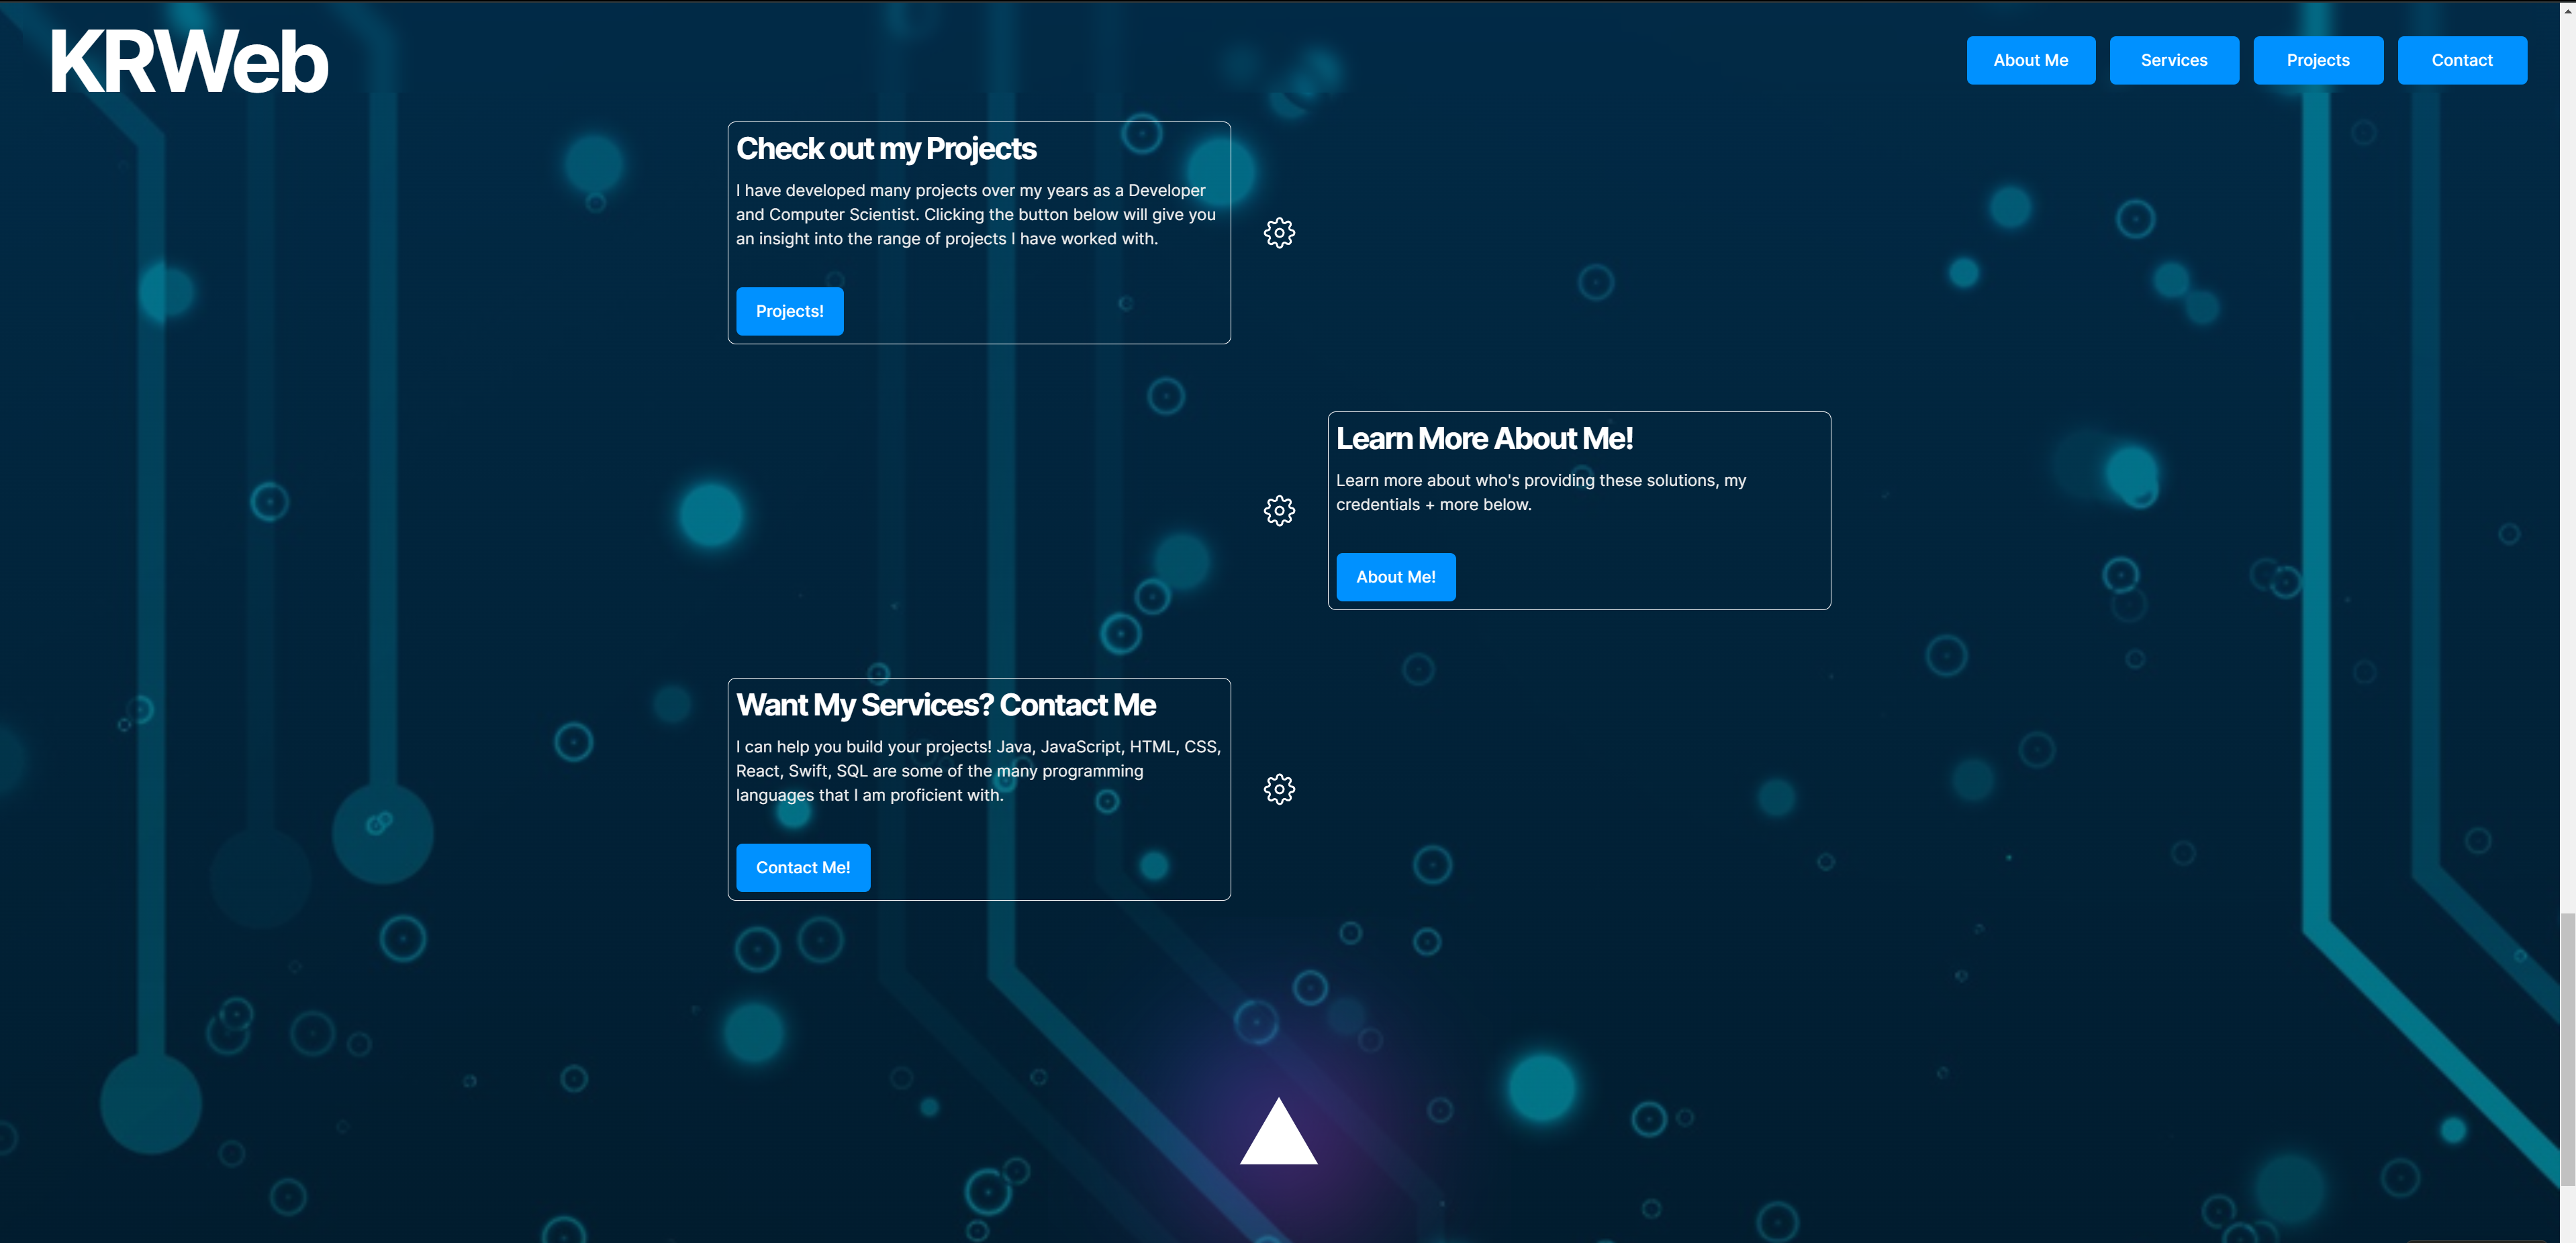 KRWeb
About Me
Services
Projects
Contact
Check out my Projects
I have developed many projects over my years as a Developer
and Computer Scientist. Clicking the button below will give you
an insight into the range of projects I have worked with.
Projects!
Learn More About Me!
Learn more about who's providing these solutions, my
credentials + more below.
About Me!
Want My Services? Contact Me
I can help you build your projects! Java, JavaScript, HTML, CSS,
React, Swift, SQL are some of the many programming
languages that I am proficient with.
Contact Me!